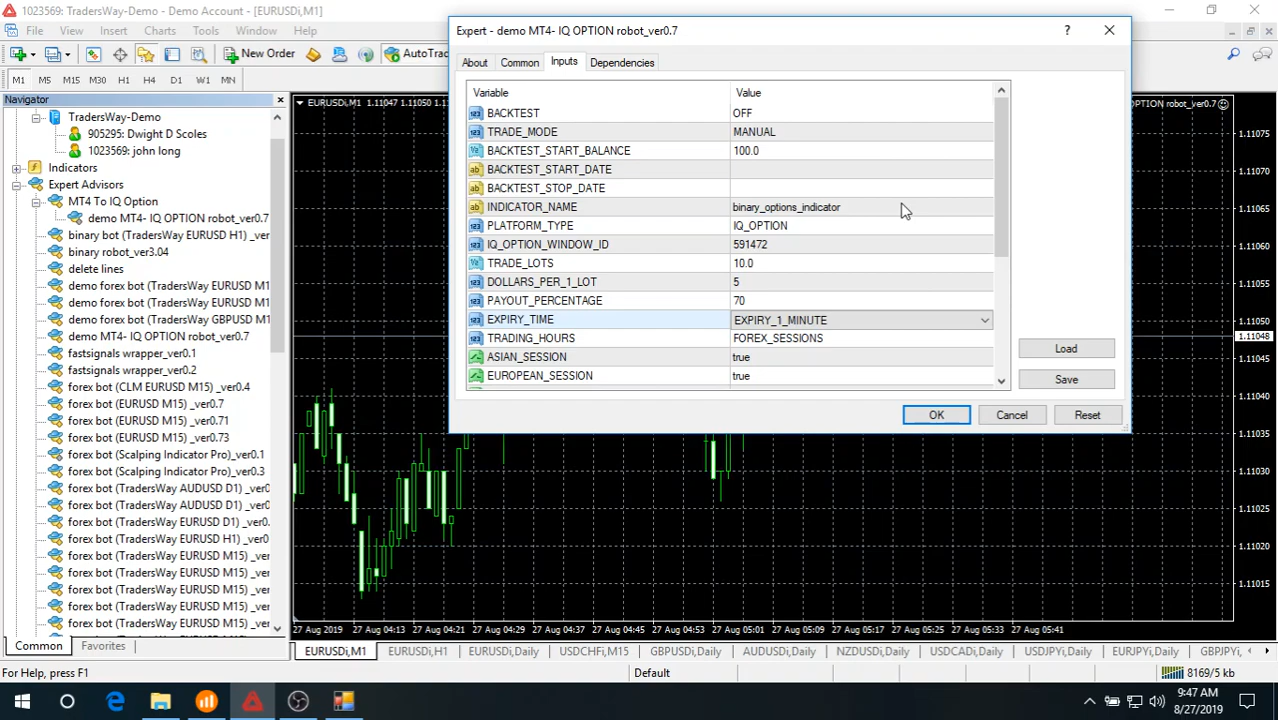 1023569: TradersWay-Demo - Demo Account - [EURUSDi,M1]
File View Insert Charts Tools Window Help
New Order AutoTra
M1 M5 M15 M30 H1 H4 D1 W1 MN
Navigator
TradersWay-Demo
905295: Dwight D Scoles
1023569: john long
Indicators
Expert Advisors
MT4 To IQ Option
demo MT4- IQ OPTION robot_ver0.7
binary bot (TradersWay EURUSD H1) _ver
binary robot_ver3.04
delete lines
demo forex bot (TradersWay EURUSD M1
demo forex bot (TradersWay EURUSD M1
demo forex bot (TradersWay GBPUSD M1
demo MT4- IQ OPTION robot_ver0.7
fastsignals wrapper_ver0.1
fastsignals wrapper_ver0.2
forex bot (CLM EURUSD M15) _ver0.4
forex bot (EURUSD M15) _ver0.7
forex bot (EURUSD M15) _ver0.71
forex bot (EURUSD M15) _ver0.73
forex bot (Scalping Indicator Pro)_ver0.1
forex bot (Scalping Indicator Pro)_ver0.3
forex bot (TradersWay AUDUSD D1) _ver0
forex bot (TradersWay AUDUSD D1) _ver0
forex bot (TradersWay EURUSD D1) _ver0.
forex bot (TradersWay EURUSD H1) _ver0
forex bot (TradersWay EURUSD M15) _ver
forex bot (TradersWay EURUSD M15) _ver
forex bot (TradersWay EURUSD M15) _ver
forex bot (TradersWay EURUSD M15) _ver
forex bot (TradersWay EURUSD M15) _ver
Common Favorites
EURUSDi,M1 1.11047 1.11050
OPTION robot_ver0.7
Expert - demo MT4- IQ OPTION robot_ver0.7
?
About Common Inputs Dependencies
Variable Value
BACKTEST OFF
TRADE_MODE MANUAL
BACKTEST_START_BALANCE 100.0
BACKTEST_START_DATE
BACKTEST_STOP_DATE
INDICATOR_NAME binary_options_indicator
PLATFORM_TYPE IQ_OPTION
IQ_OPTION_WINDOW_ID 591472
TRADE_LOTS 10.0
DOLLARS_PER_1_LOT 5
PAYOUT_PERCENTAGE 70
EXPIRY_TIME EXPIRY_1_MINUTE
TRADING_HOURS FOREX_SESSIONS
ASIAN_SESSION true
EUROPEAN_SESSION true
Load
Save
OK Cancel Reset
1.11075
1.11070
1.11065
1.11060
1.11055
1.11050
1.11048
1.11040
1.11035
1.11030
1.11025
1.11020
1.11015
27 Aug 2019 27 Aug 04:13 27 Aug 04:21 27 Aug 04:29 27 Aug 04:37 27 Aug 04:45 27 Aug 04:53 27 Aug 05:01 27 Aug 05:09 27 Aug 05:17 27 Aug 05:25 27 Aug 05:33 27 Aug 05:41
EURUSDi,M1 EURUSDi,H1 EURUSDi,Daily USDCHFi,M15 GBPUSDi,Daily AUDUSDi,Daily NZDUSDi,Daily USDCADi,Daily USDJPYi,Daily EURJPYi,Daily GBPJPYi,
For Help, press F1 Default 8169/5 kb
9:47 AM
8/27/2019